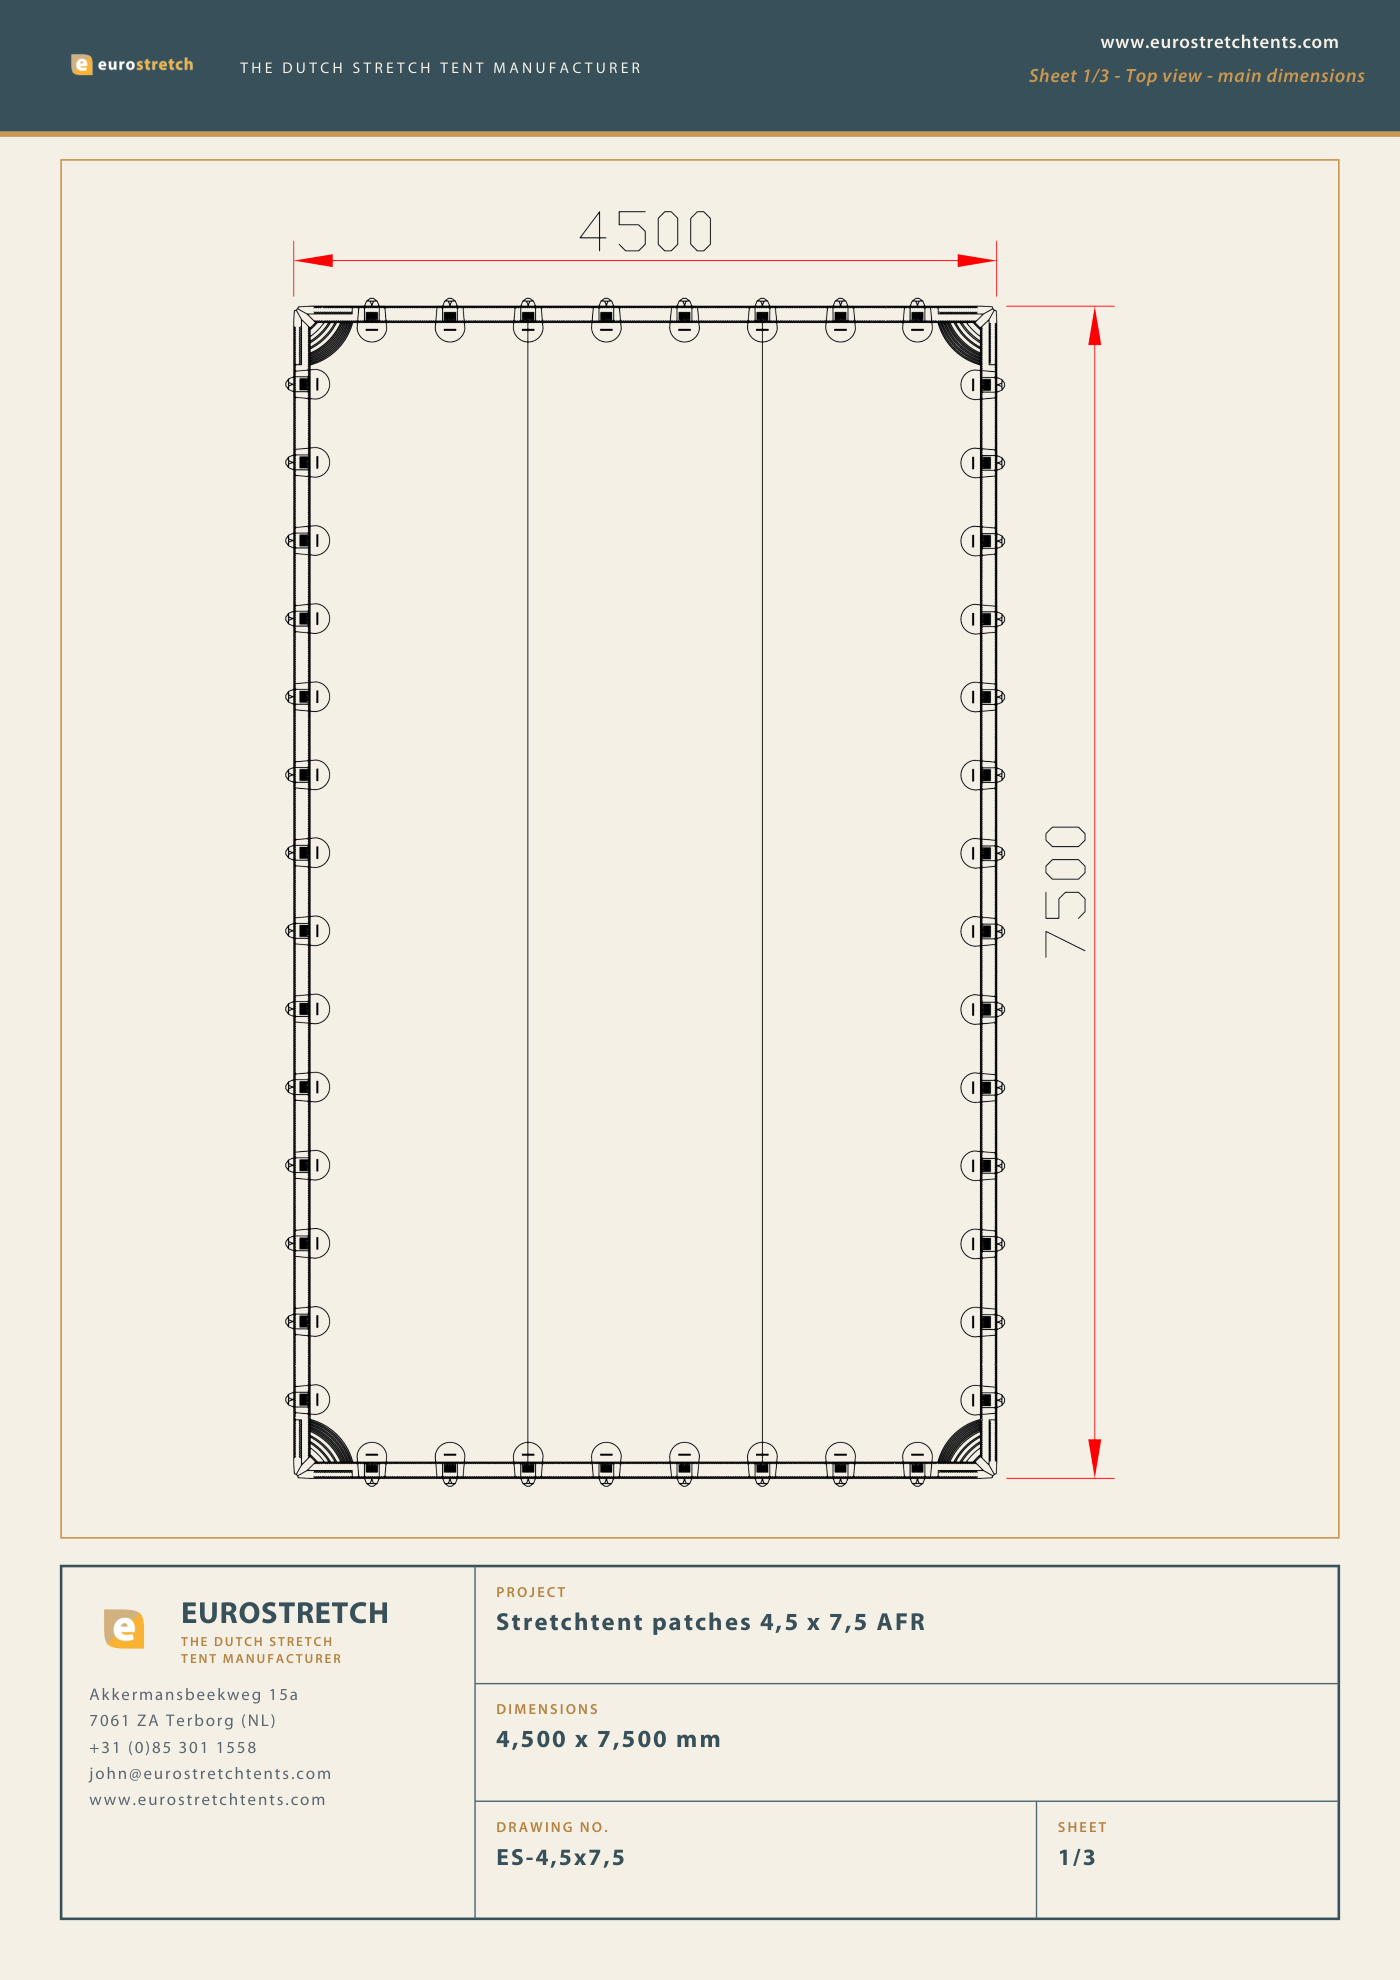 eurostretch
THE DUTCH STRETCH TENT MANUFACTURER
www.eurostretchtents.com
Sheet 1/3 - Top view - main dimensions
4500
7500
EUROSTRETCH
THE DUTCH STRETCH
TENT MANUFACTURER
Akkermansbeekweg 15a
7061 ZA Terborg (NL)
+31 (0)85 301 1558
john@eurostretchtents.com
www.eurostretchtents.com
PROJECT
Stretchtent patches 4,5 x 7,5 AFR
DIMENSIONS
4,500 x 7,500 mm
DRAWING NO.
ES-4,5x7,5
SHEET
1/3